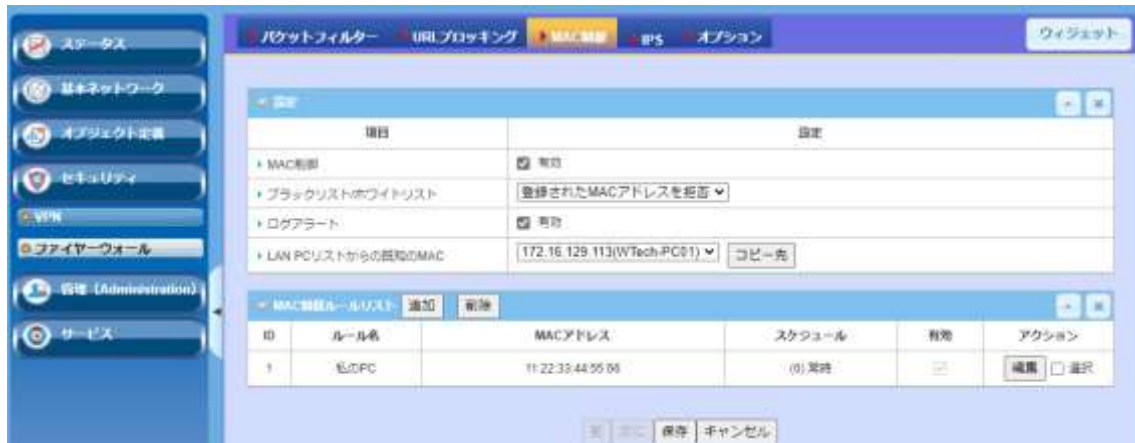 ステータス
基本ネットワーク
オブジェクト定義
セキュリティ
VPN
ファイヤーウォール
管理 (Administration)
サービス
パケットフィルター URLブロッキング MAC制御 IPS オプション
ウィジェット
設定
項目 設定
MAC制御 有効
ブラックリスト/ホワイトリスト 登録されたMACアドレスを拒否
ログアラート 有効
LAN PCリストからの既知のMAC 172.16.129.113(WTech-PC01) コピー先
MAC制御ルールリスト 追加 削除
ID ルール名 MACアドレス スケジュール 有効 アクション
1 私のPC 11:22:33:44:55:66 (0) 常時 編集 選択
保存 キャンセル